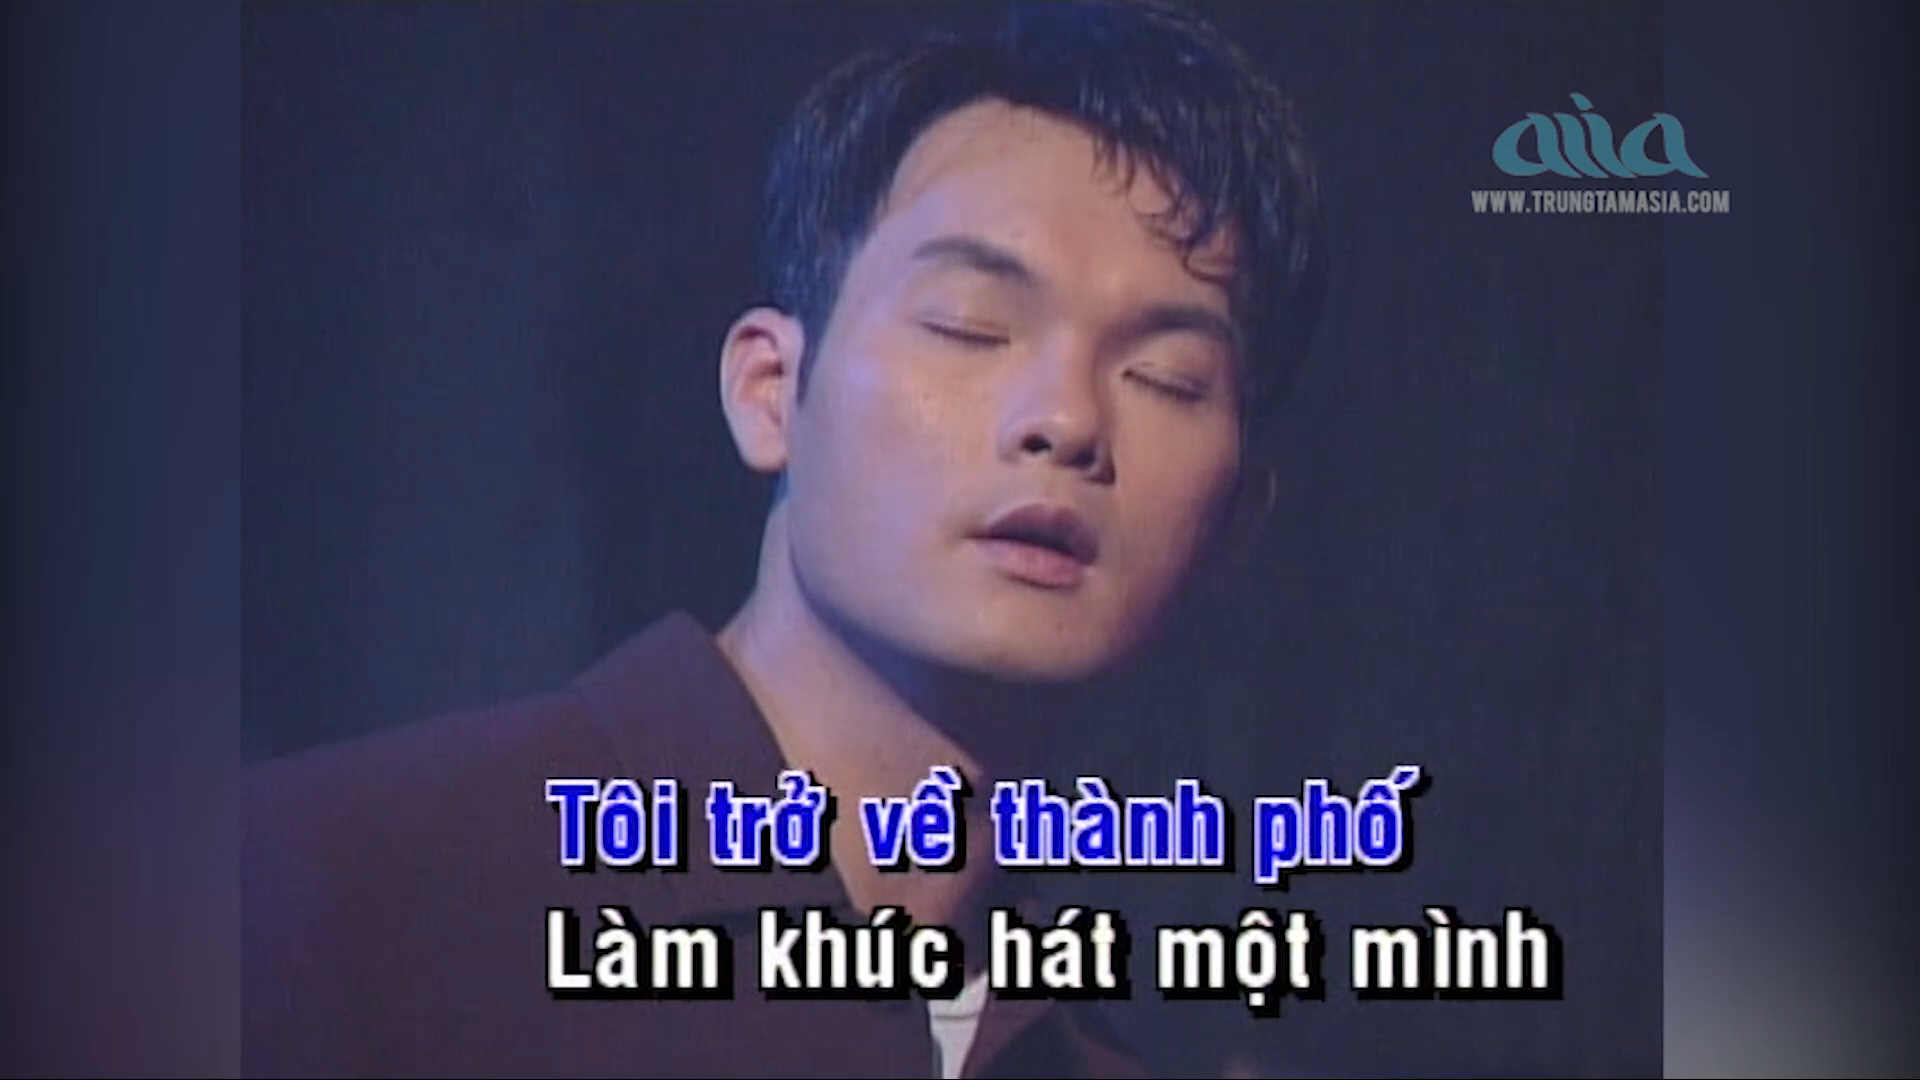 asia
WWW.TRUNGTAMASIA.COM
Tôi trở về thành phố
Làm khúc hát một mình